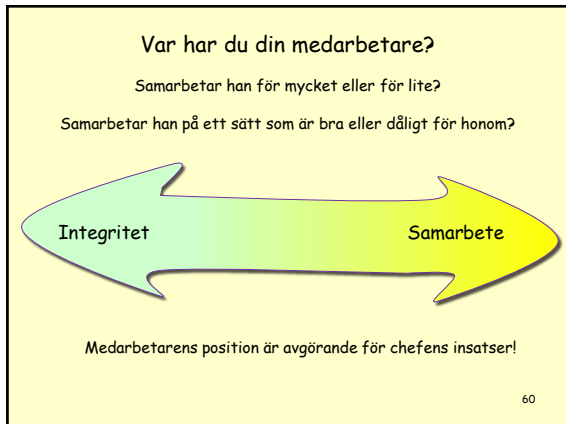 Var har du din medarbetare?
Samarbetar han för mycket eller för lite?
Samarbetar han på ett sätt som är bra eller dåligt för honom?
Integritet
Samarbete
Medarbetarens position är avgörande för chefens insatser!
60